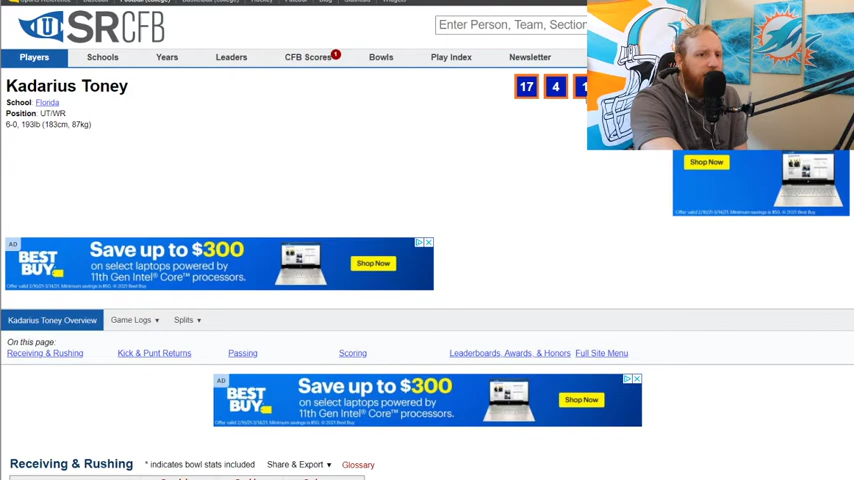 Enter Person, Team, Section
SRCFB
Players
Schools
Years
Leaders
CFB Scores 1
Bowls
Play Index
Newsletter
Kadarius Toney
School: Florida
Position: UT/WR
6-0, 193lb (183cm, 87kg)
17 4
Shop Now
AD
BEST BUY
Save up to $300
on select laptops powered by
11th Gen Intel® Core™ processors.
Shop Now
Kadarius Toney Overview
Game Logs ▼
Splits ▼
On this page:
Receiving & Rushing
Kick & Punt Returns
Passing
Scoring
Leaderboards, Awards, & Honors
Full Site Menu
AD
BEST BUY
Save up to $300
on select laptops powered by
11th Gen Intel® Core™ processors.
Shop Now
Receiving & Rushing
* indicates bowl stats included
Share & Export ▼
Glossary